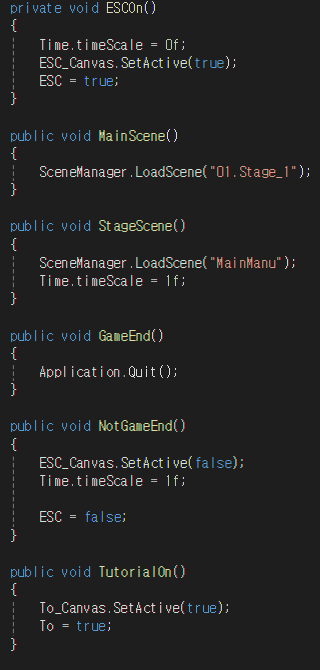 private void ESCOn()
{
Time.timeScale = 0f;
ESC_Canvas.SetActive(true);
ESC = true;
}
public void MainScene()
{
SceneManager.LoadScene("01.Stage_1");
}
public void StageScene()
{
SceneManager.LoadScene("MainManu");
Time.timeScale = 1f;
}
public void GameEnd()
{
Application.Quit();
}
public void NotGameEnd()
{
ESC_Canvas.SetActive(false);
Time.timeScale = 1f;
ESC = false;
}
public void TutorialOn()
{
To_Canvas.SetActive(true);
To = true;
}